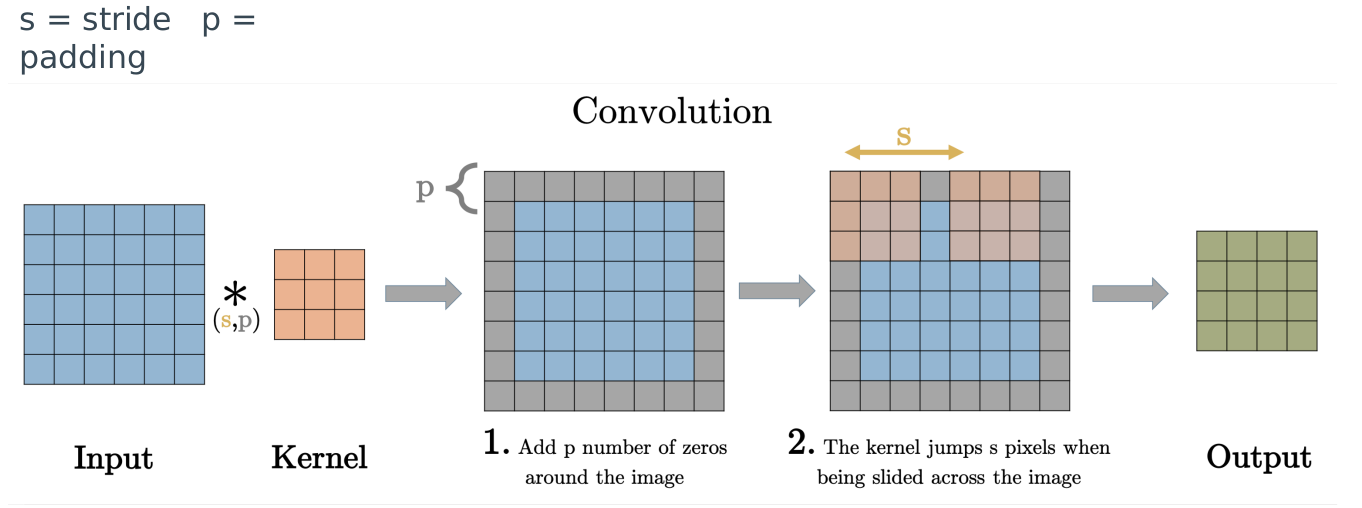 s = stride p =
padding
Convolution
s
p
*
(s,p)
1. Add p number of zeros
around the image
2. The kernel jumps s pixels when
being slided across the image
Input
Kernel
Output